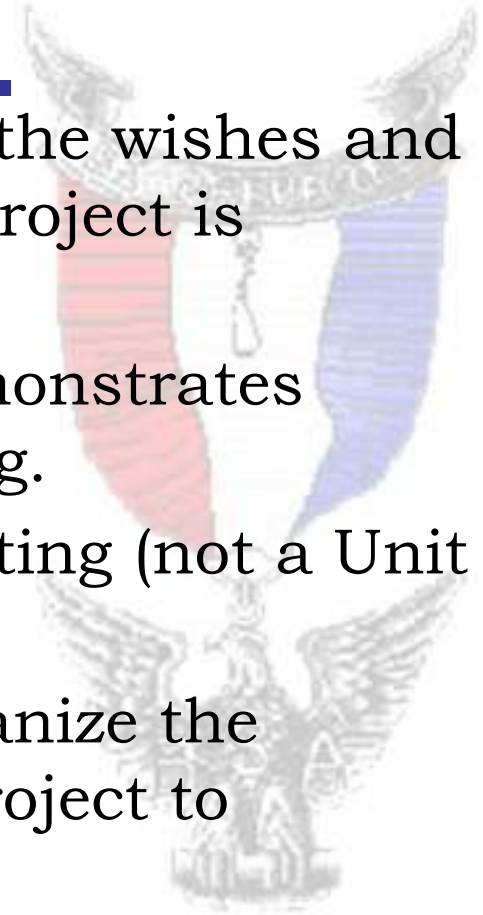 the wishes and
roject is
nonstrates
g.
ting (not a Unit
anize the
roject to